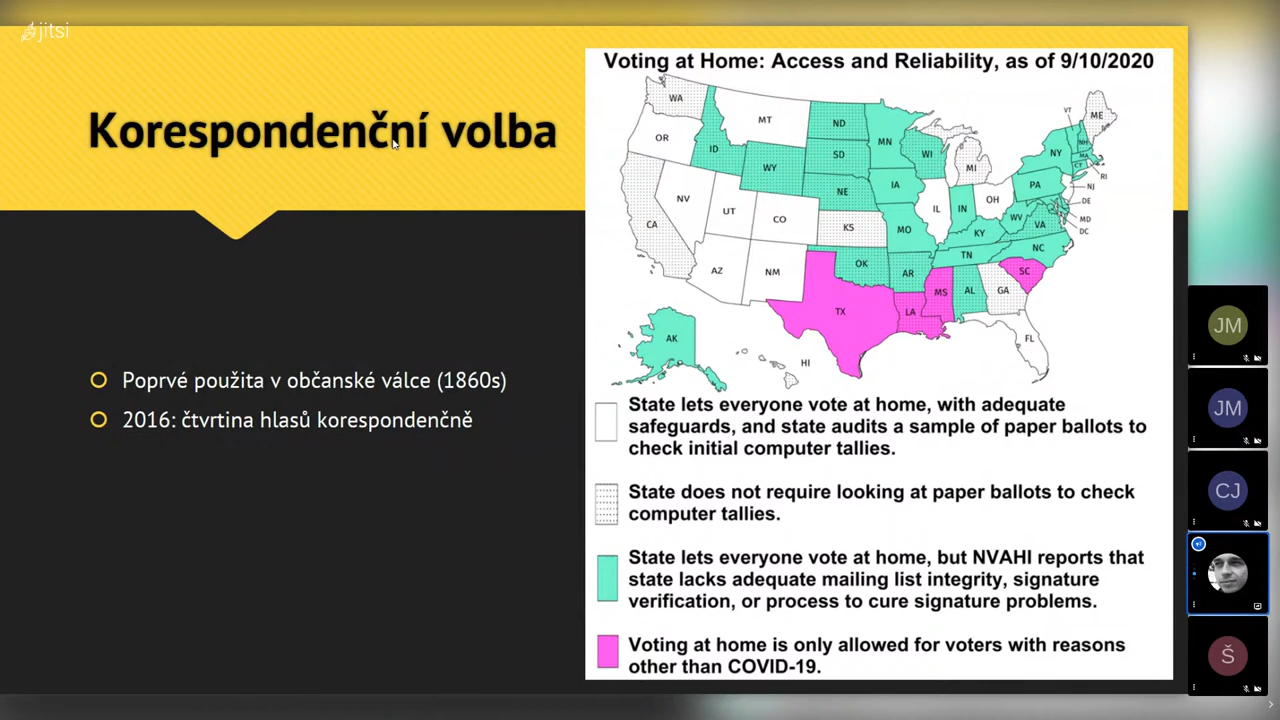 jitsi
Korespondenční volba
Poprvé použita v občanské válce (1860s)
2016: čtvrtina hlasů korespondenčně
Voting at Home: Access and Reliability, as of 9/10/2020
WA
MT
ND
MN
VT
ME
OR
ID
SD
WI
MI
NY
NH
MA
CT
RI
WY
NE
IA
PA
NJ
NV
UT
CO
KS
MO
IL
IN
OH
WV
VA
DE
MD
DC
CA
KY
NC
AZ
NM
OK
AR
TN
SC
MS
AL
GA
TX
LA
AK
HI
FL
State lets everyone vote at home, with adequate
safeguards, and state audits a sample of paper ballots to
check initial computer tallies.
State does not require looking at paper ballots to check
computer tallies.
State lets everyone vote at home, but NVAHI reports that
state lacks adequate mailing list integrity, signature
verification, or process to cure signature problems.
Voting at home is only allowed for voters with reasons
other than COVID-19.
JM
JM
CJ
Š